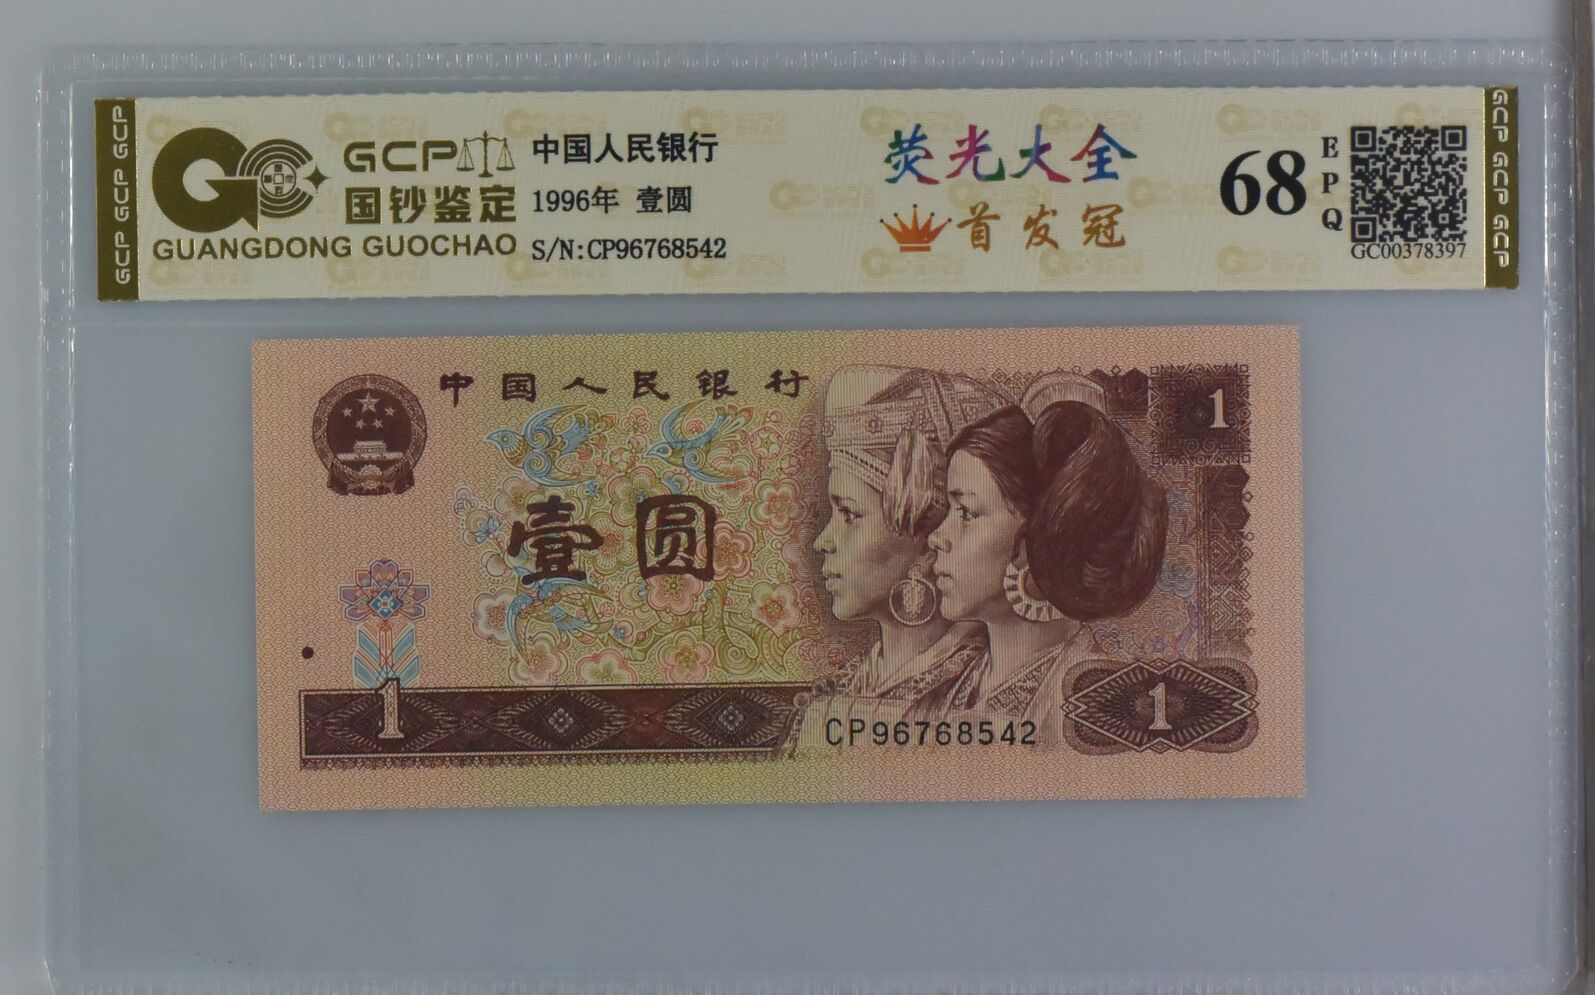 GCP GCP GCP
GCP
国钞鉴定
GUANGDONG GUOCHAO
中国人民银行
1996年 壹圆
S/N:CP96768542
荧光大全
首发冠
68
EPQ
GC00378397
GCP GCP GCP
中国人民银行
1
壹圆
1
CP96768542
1